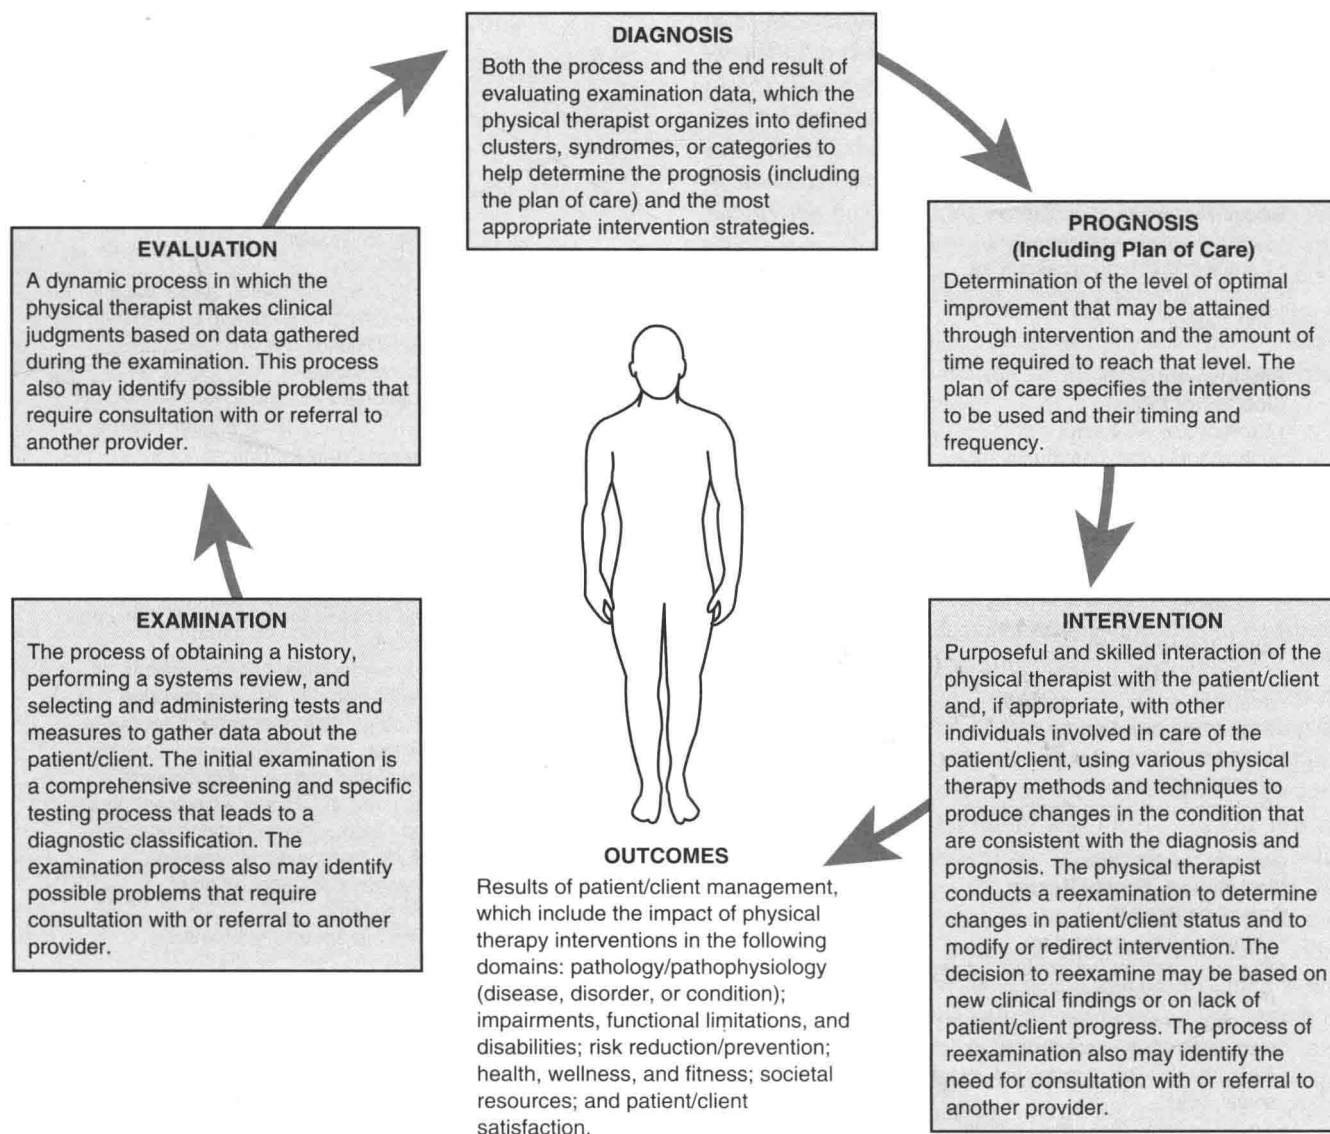 DIAGNOSIS
Both the process and the end result of
evaluating examination data, which the
physical therapist organizes into defined
clusters, syndromes, or categories to
help determine the prognosis (including
the plan of care) and the most
appropriate intervention strategies.
EVALUATION
A dynamic process in which the
physical therapist makes clinical
judgments based on data gathered
during the examination. This process
also may identify possible problems that
require consultation with or referral to
another provider.
PROGNOSIS
(Including Plan of Care)
Determination of the level of optimal
improvement that may be attained
through intervention and the amount of
time required to reach that level. The
plan of care specifies the interventions
to be used and their timing and
frequency.
EXAMINATION
The process of obtaining a history,
performing a systems review, and
selecting and administering tests and
measures to gather data about the
patient/client. The initial examination is
a comprehensive screening and specific
testing process that leads to a
diagnostic classification. The
examination process also may identify
possible problems that require
consultation with or referral to another
provider.
INTERVENTION
Purposeful and skilled interaction of the
physical therapist with the patient/client
and, if appropriate, with other
individuals involved in care of the
patient/client, using various physical
therapy methods and techniques to
produce changes in the condition that
are consistent with the diagnosis and
prognosis. The physical therapist
conducts a reexamination to determine
changes in patient/client status and to
modify or redirect intervention. The
decision to reexamine may be based on
new clinical findings or on lack of
patient/client progress. The process of
reexamination also may identify the
need for consultation with or referral to
another provider.
OUTCOMES
Results of patient/client management,
which include the impact of physical
therapy interventions in the following
domains: pathology/pathophysiology
(disease, disorder, or condition);
impairments, functional limitations, and
disabilities; risk reduction/prevention;
health, wellness, and fitness; societal
resources; and patient/client
satisfaction.